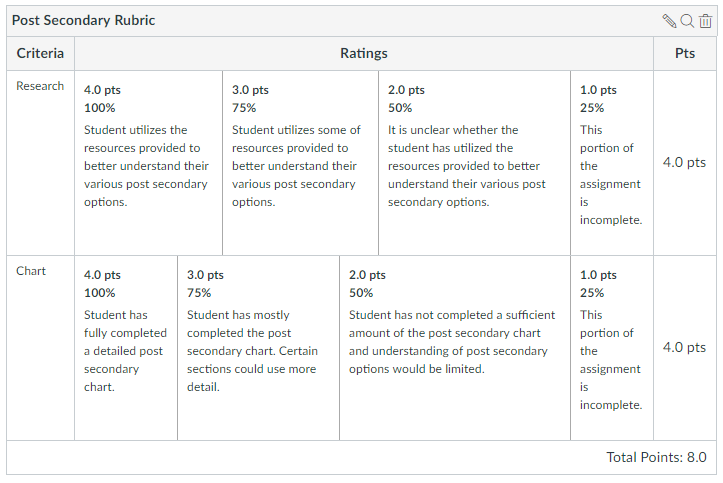 Post Secondary Rubric
Criteria
Ratings
Pts
Research
4.0 pts
100%
Student utilizes the
resources provided to
better understand their
various post secondary
options.
3.0 pts
75%
Student utilizes some of
resources provided to
better understand their
various post secondary
options.
2.0 pts
50%
It is unclear whether the
student has utilized the
resources provided to better
understand their various post
secondary options.
1.0 pts
25%
This
portion of
the
assignment
is
incomplete.
4.0 pts
Chart
4.0 pts
100%
Student has
fully completed
a detailed post
secondary
chart.
3.0 pts
75%
Student has mostly
completed the post
secondary chart. Certain
sections could use more
detail.
2.0 pts
50%
Student has not completed a sufficient
amount of the post secondary chart
and understanding of post secondary
options would be limited.
1.0 pts
25%
This
portion of
the
assignment
is
incomplete.
4.0 pts
Total Points: 8.0